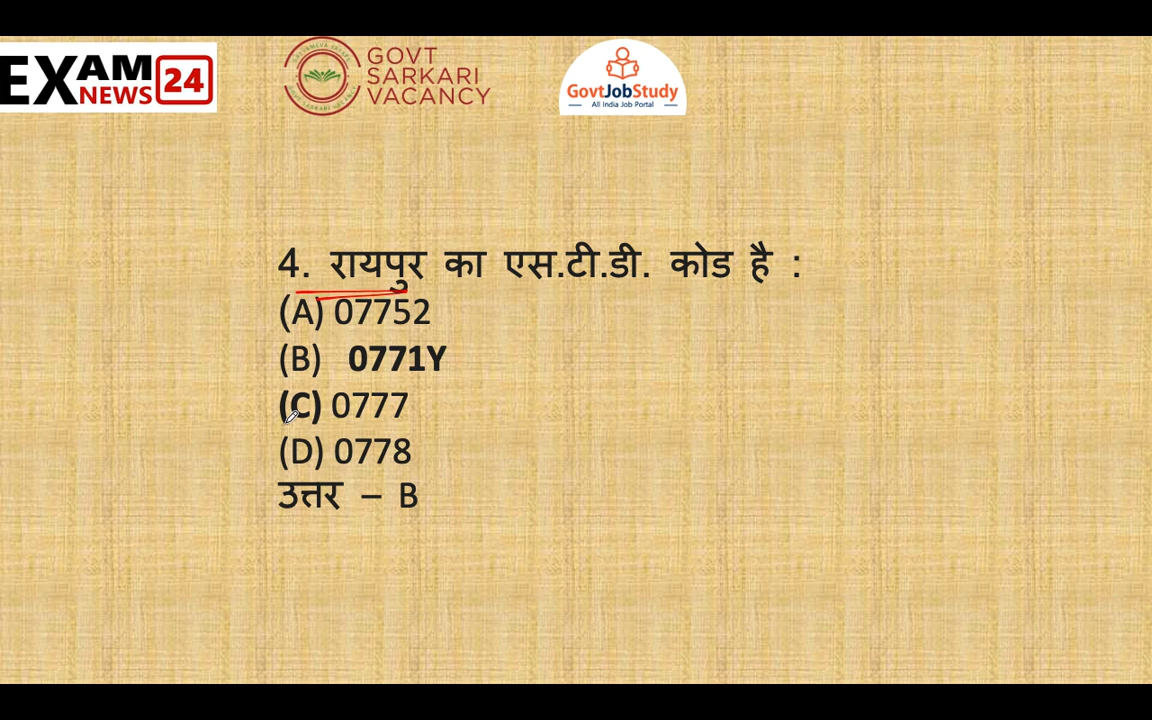 EXAM
NEWS 24
GOVT
SARKARI
VACANCY
GovtJobStudy
All India Job Portal
4. रायपुर का एस.टी.डी. कोड है :
(A) 07752
(B) 0771Y
(C) 0777
(D) 0778
उत्तर – B